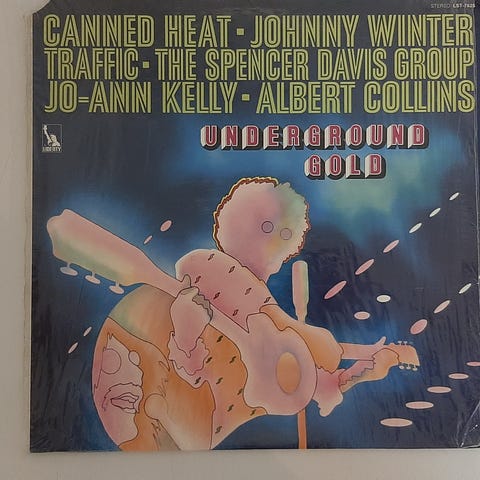 STEREO LST-7625
CANNED HEAT • JOHNNY WINTER
TRAFFIC • THE SPENCER DAVIS GROUP
JO=ANN KELLY • ALBERT COLLINS
LIBERTY
UNDERGROUND
GOLD